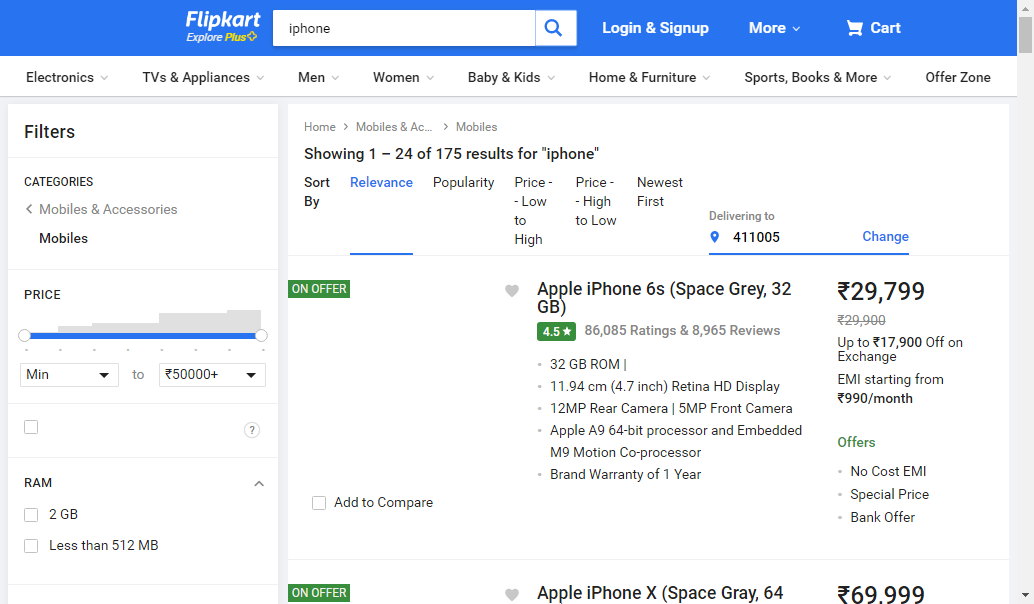 Flipkart
Explore Plus
iphone
Login & Signup
More
Cart
Electronics
TVs & Appliances
Men
Women
Baby & Kids
Home & Furniture
Sports, Books & More
Offer Zone
Filters
CATEGORIES
Mobiles & Accessories
Mobiles
PRICE
Min
to
₹50000+
?
RAM
2 GB
Less than 512 MB
Home
Mobiles & Ac...
Mobiles
Showing 1 – 24 of 175 results for "iphone"
Sort
By
Relevance
Popularity
Price -
- Low
to
High
Price -
- High
to Low
Newest
First
Delivering to
411005
Change
ON OFFER
Add to Compare
Apple iPhone 6s (Space Grey, 32
GB)
4.5★
86,085 Ratings & 8,965 Reviews
32 GB ROM |
11.94 cm (4.7 inch) Retina HD Display
12MP Rear Camera | 5MP Front Camera
Apple A9 64-bit processor and Embedded
M9 Motion Co-processor
Brand Warranty of 1 Year
₹29,799
₹29,900
Up to ₹17,900 Off on
Exchange
EMI starting from
₹990/month
Offers
No Cost EMI
Special Price
Bank Offer
ON OFFER
Apple iPhone X (Space Gray, 64
₹69,999